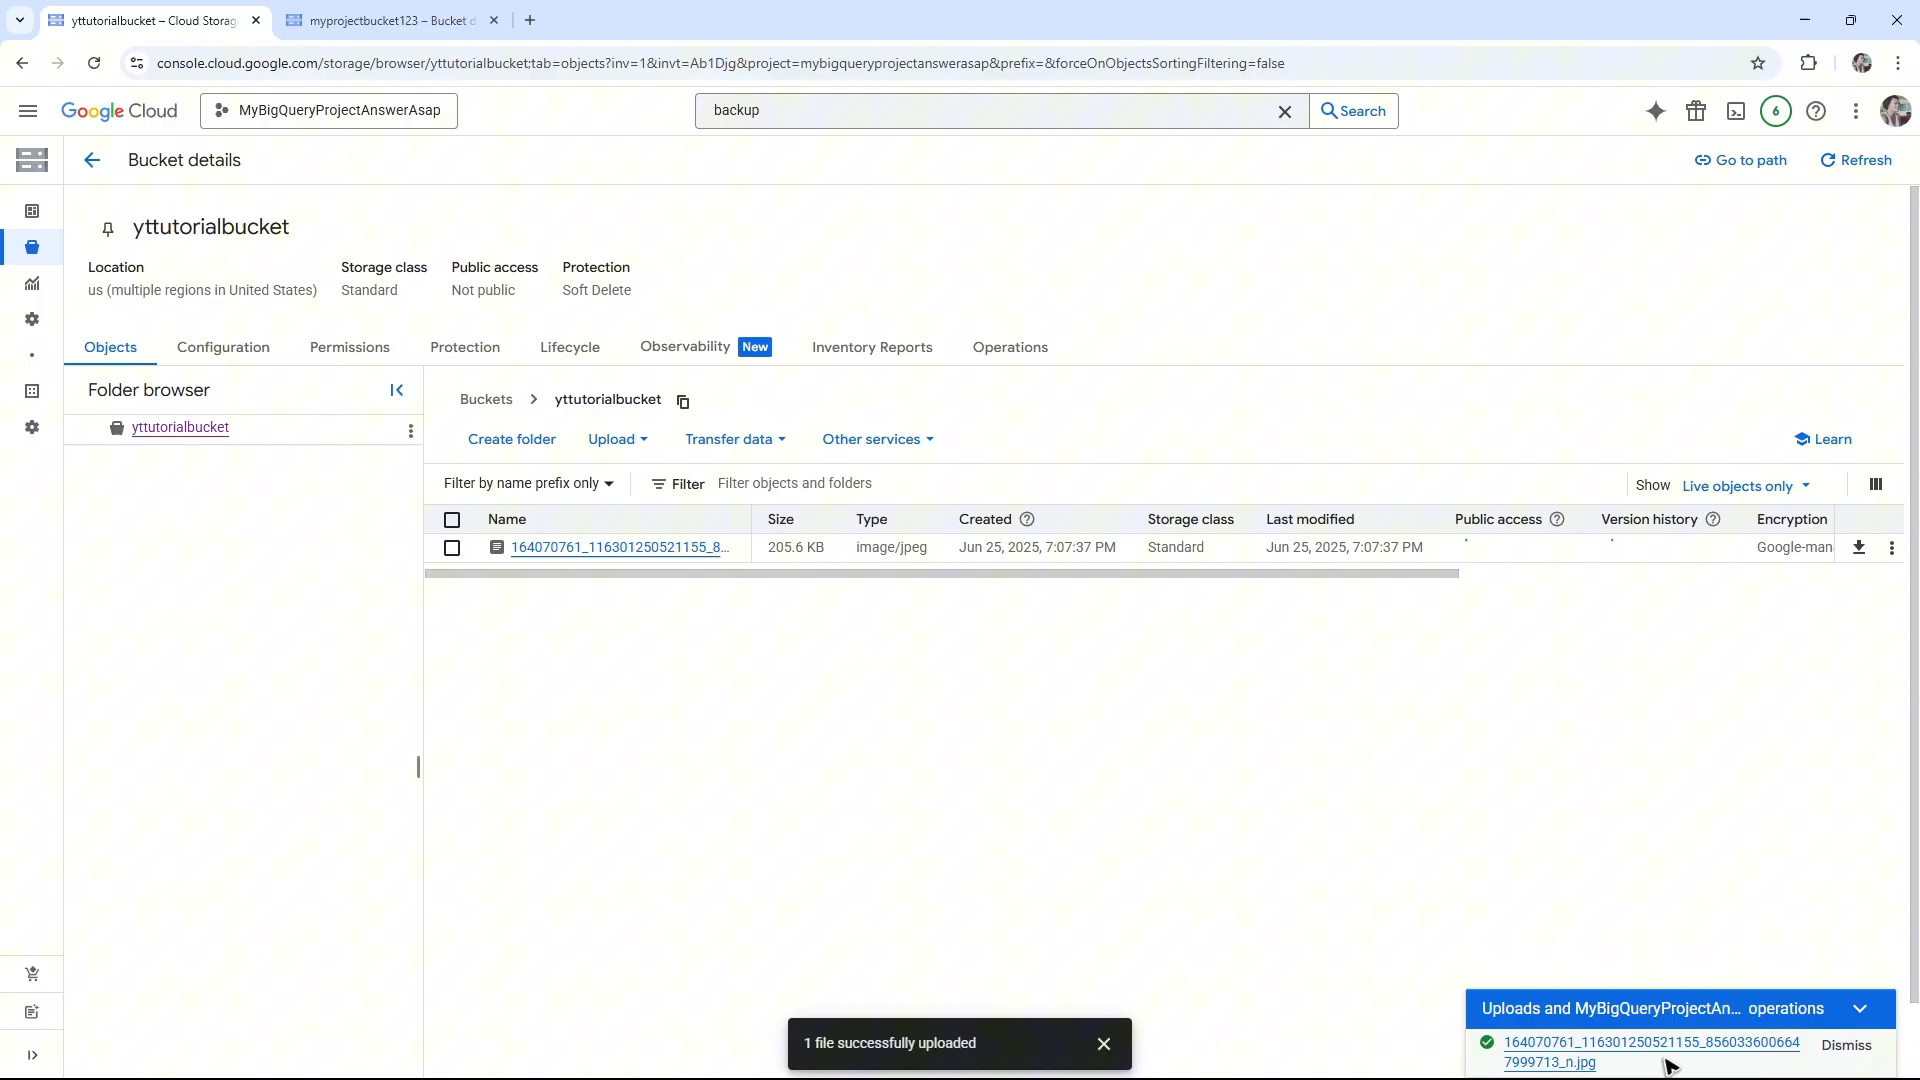 yttutorialbucket – Cloud Storag
myprojectbucket123 – Bucket d
console.cloud.google.com/storage/browser/yttutorialbucket;tab=objects?inv=1&invt=Ab1Djg&project=mybigqueryprojectanswerasap&prefix=&forceOnObjectsSortingFiltering=false
Google Cloud
MyBigQueryProjectAnswerAsap
backup
Search
6
Bucket details
Go to path
Refresh
yttutorialbucket
Location
Storage class
Public access
Protection
us (multiple regions in United States)
Standard
Not public
Soft Delete
Objects
Configuration
Permissions
Protection
Lifecycle
Observability New
Inventory Reports
Operations
Folder browser
yttutorialbucket
Buckets > yttutorialbucket
Create folder
Upload
Transfer data
Other services
Learn
Filter by name prefix only
Filter
Filter objects and folders
Show Live objects only
Name
Size
Type
Created
Storage class
Last modified
Public access
Version history
Encryption
164070761_116301250521155_8...
205.6 KB
image/jpeg
Jun 25, 2025, 7:07:37 PM
Standard
Jun 25, 2025, 7:07:37 PM
Google-man
1 file successfully uploaded
Uploads and MyBigQueryProjectAn... operations
164070761_116301250521155_856033600664
7999713_n.jpg
Dismiss